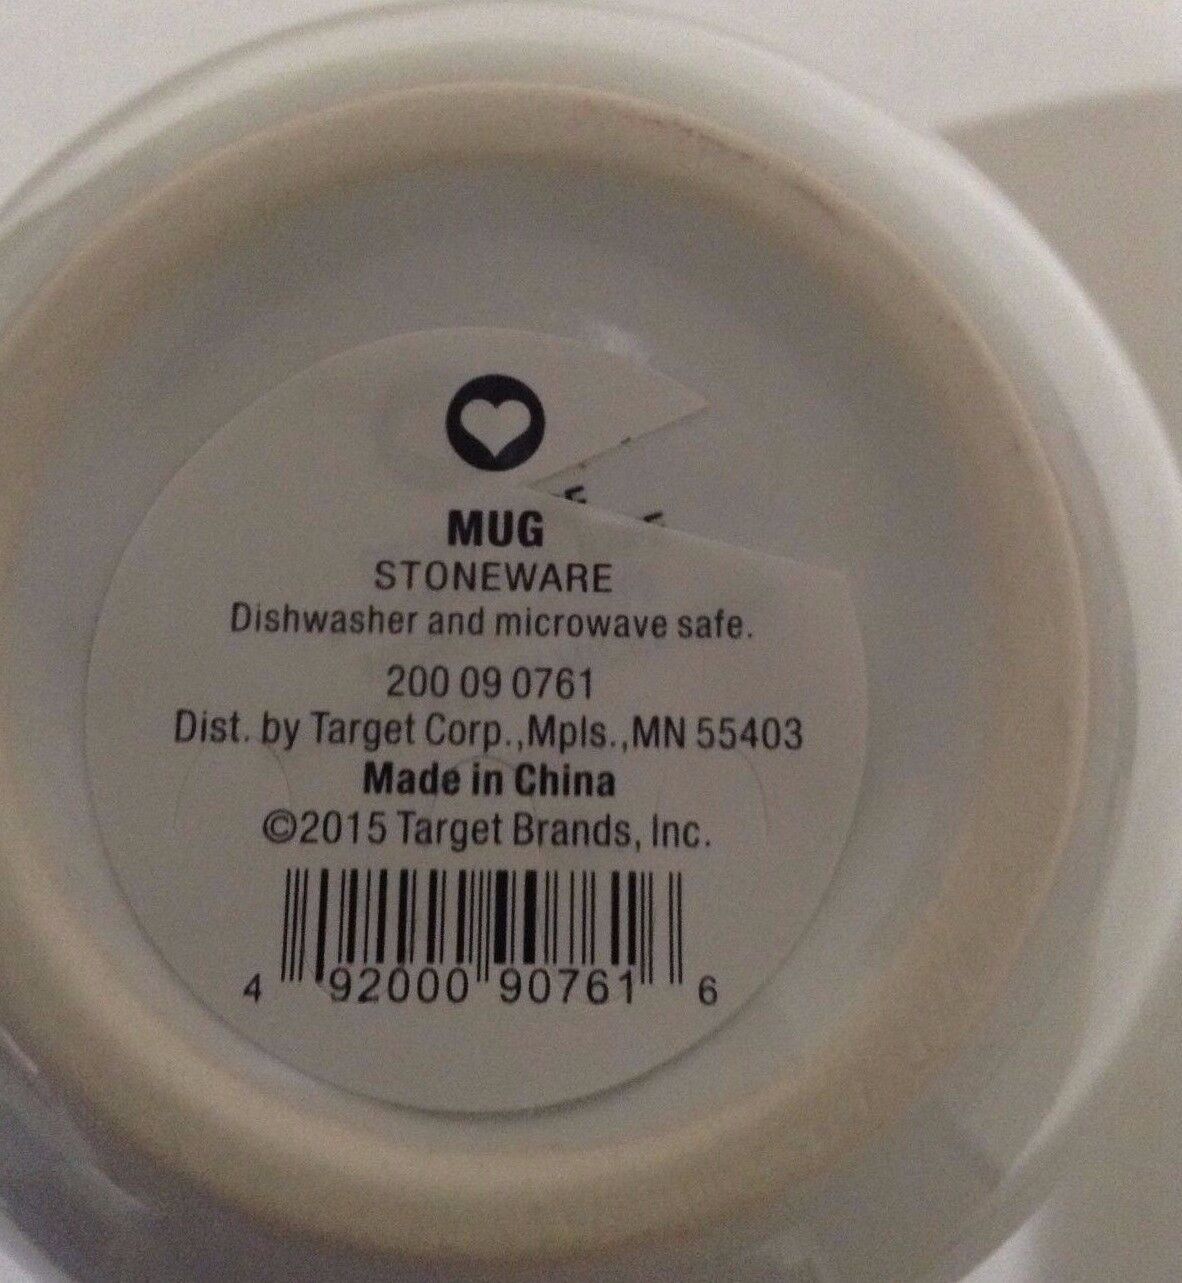 MUG
STONEWARE
Dishwasher and microwave safe.
200 09 0761
Dist. by Target Corp.,Mpls.,MN 55403
Made in China
©2015 Target Brands, Inc.
4 92000 90761 6